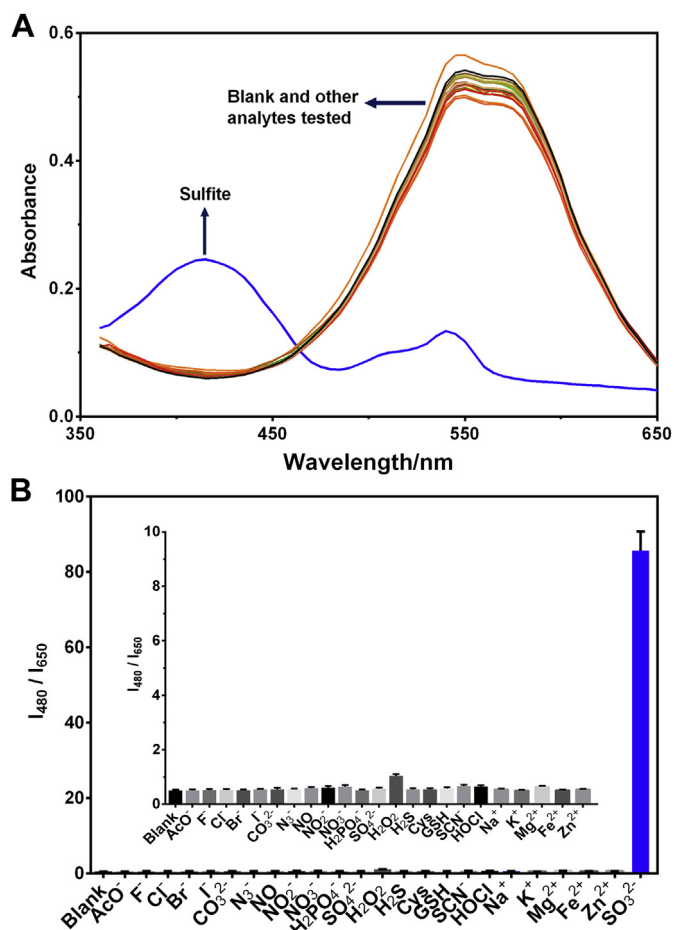 A
0.6
0.4
0.2
0.0
Absorbance
Blank and other
analytes tested
Sulfite
350
450
550
650
Wavelength/nm
B
100
80
60
40
20
0
I₄₈₀ / I₆₅₀
10
8
6
4
2
0
I₄₈₀ / I₆₅₀
Blank
AcO⁻
F⁻
Cl⁻
Br⁻
I⁻
CO₃²⁻
N₃⁻
NO
NO₂⁻
NO₃⁻
H₂PO₄⁻
SO₄²⁻
H₂O₂
H₂S
Cys
GSH
SCN⁻
HOCl
Na⁺
K⁺
Mg²⁺
Fe²⁺
Zn²⁺
Blank
AcO⁻
F⁻
Cl⁻
Br⁻
I⁻
CO₃²⁻
N₃⁻
NO
NO₂⁻
NO₃⁻
H₂PO₄⁻
SO₄²⁻
H₂O₂
H₂S
Cys
GSH
SCN⁻
HOCl
Na⁺
K⁺
Mg²⁺
Fe²⁺
Zn²⁺
SO₃²⁻